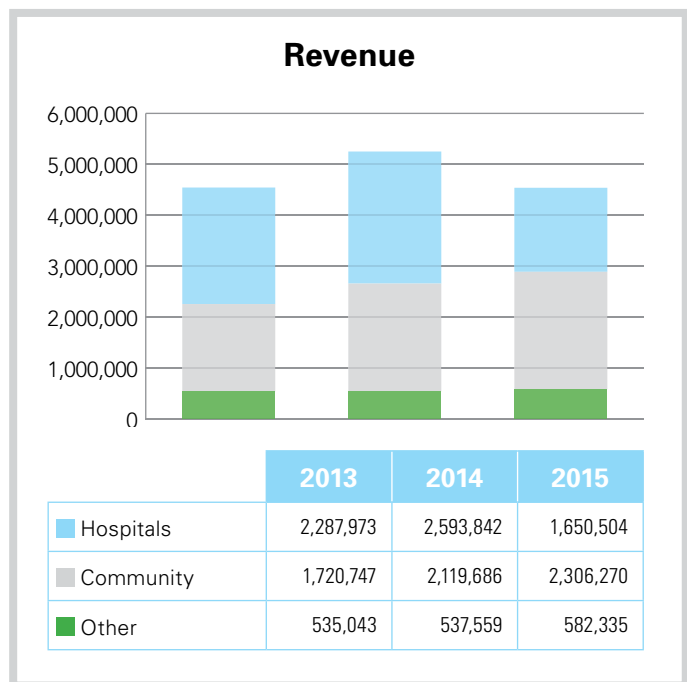 Revenue
6,000,000
5,000,000
4,000,000
3,000,000
2,000,000
1,000,000
0
2013 2014 2015
Hospitals 2,287,973 2,593,842 1,650,504
Community 1,720,747 2,119,686 2,306,270
Other 535,043 537,559 582,335